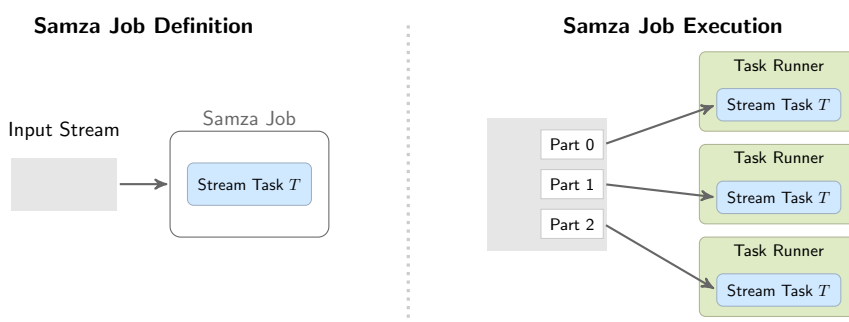 Samza Job Definition
Input Stream
Samza Job
Stream Task T
Samza Job Execution
Part 0
Part 1
Part 2
Task Runner
Stream Task T
Task Runner
Stream Task T
Task Runner
Stream Task T